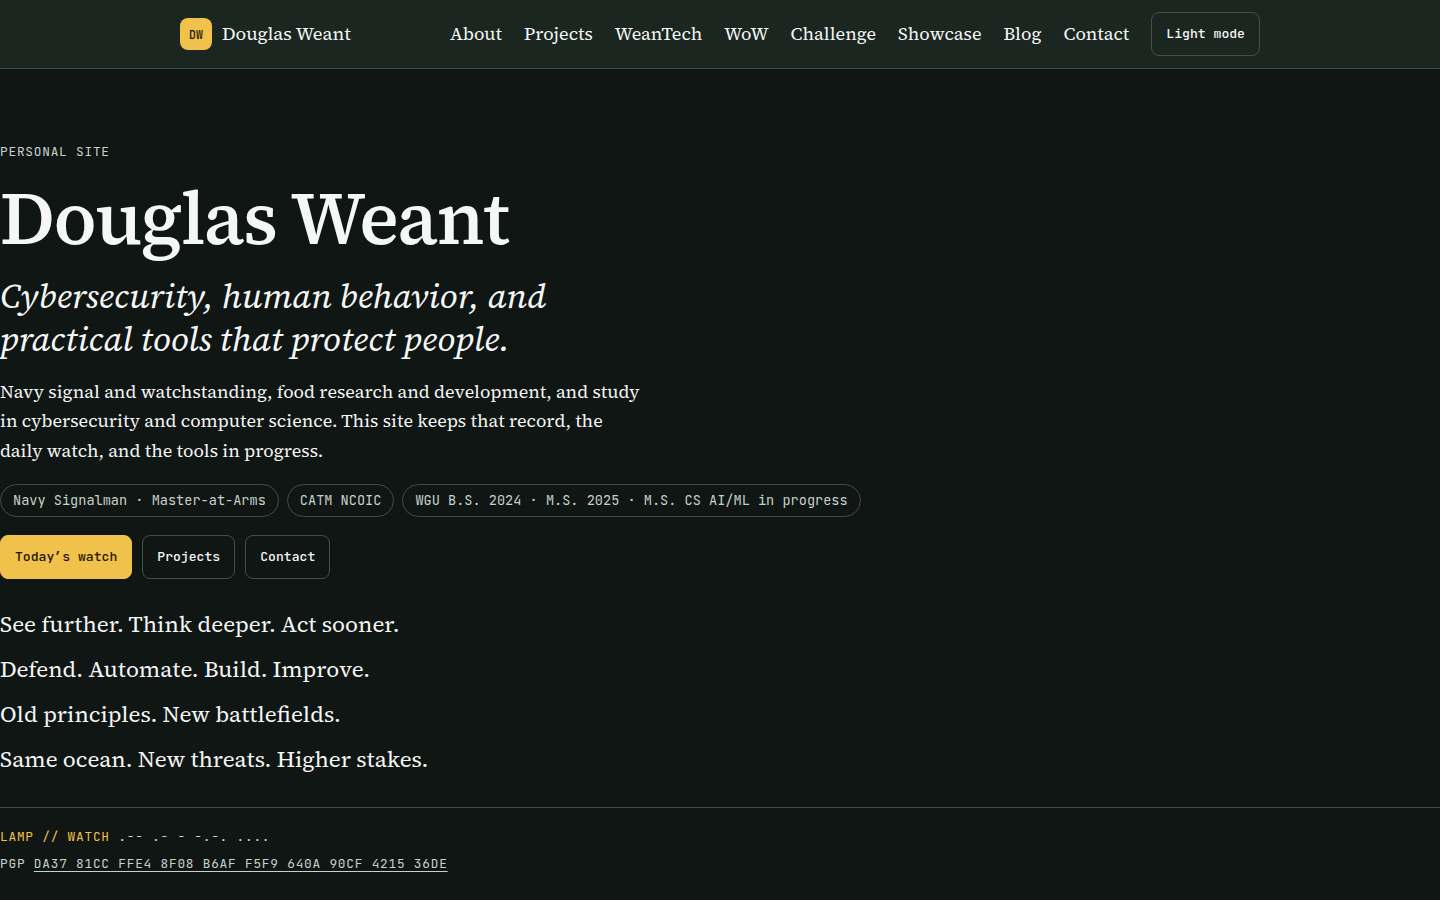 DW Douglas Weant About Projects WeanTech WoW Challenge Showcase Blog Contact Light mode
PERSONAL SITE
Douglas Weant
Cybersecurity, human behavior, and
practical tools that protect people.
Navy signal and watchstanding, food research and development, and study
in cybersecurity and computer science. This site keeps that record, the
daily watch, and the tools in progress.
Navy Signalman · Master-at-Arms CATM NCOIC WGU B.S. 2024 · M.S. 2025 · M.S. CS AI/ML in progress
Today’s watch Projects Contact
See further. Think deeper. Act sooner.
Defend. Automate. Build. Improve.
Old principles. New battlefields.
Same ocean. New threats. Higher stakes.
LAMP // WATCH .-- .- - -.-. ....
PGP DA37 81CC FFE4 8F08 B6AF F5F9 640A 90CF 4215 36DE